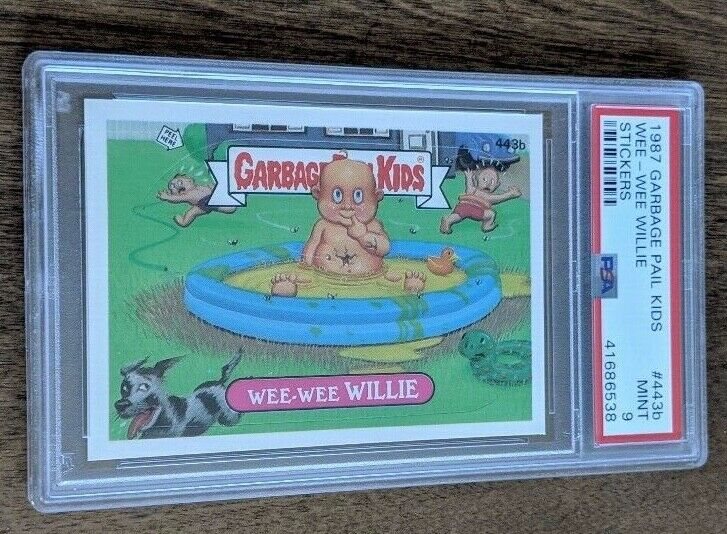 1987 GARBAGE PAIL KIDS #443b
WEE-WEE WILLIE MINT
STICKERS 9
PSA 41686538
PEEL
HERE
443b
GARBAGE PAIL KIDS®
WEE-WEE WILLIE